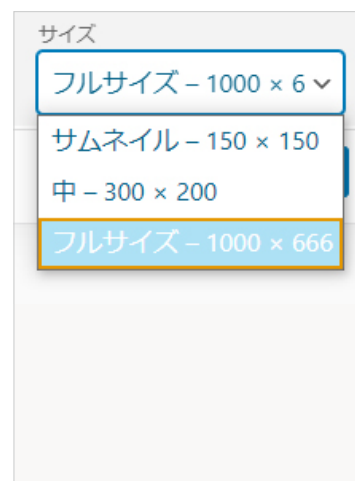 サイズ
フルサイズ – 1000 × 6
サムネイル – 150 × 150
中 – 300 × 200
フルサイズ – 1000 × 666